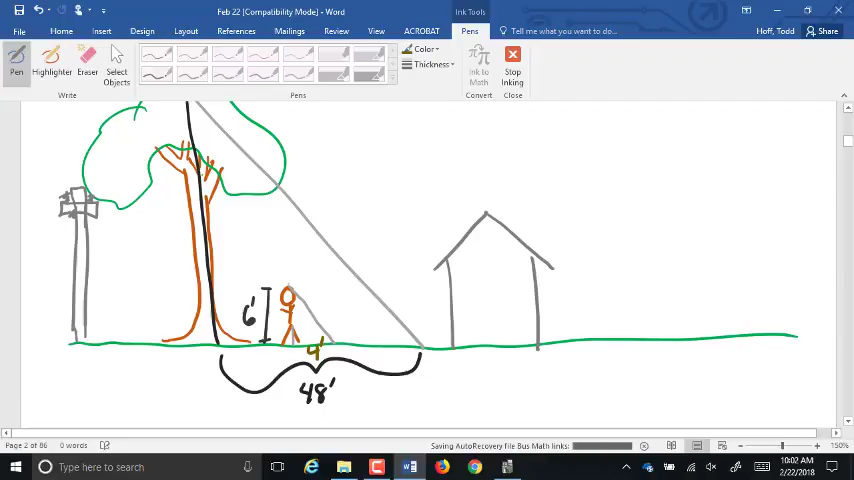 Feb 22 [Compatibility Mode] - Word
Ink Tools
Hoff, Todd
File
Home
Insert
Design
Layout
References
Mailings
Review
View
ACROBAT
Pens
Tell me what you want to do...
Share
Pen
Highlighter
Eraser
Select Objects
Color
Thickness
Ink to Math
Stop Inking
Write
Pens
Convert
Close
6'
4'
48'
Page 2 of 86
0 words
Saving AutoRecovery file Bus Math links:
150%
Type here to search
10:02 AM
2/22/2018